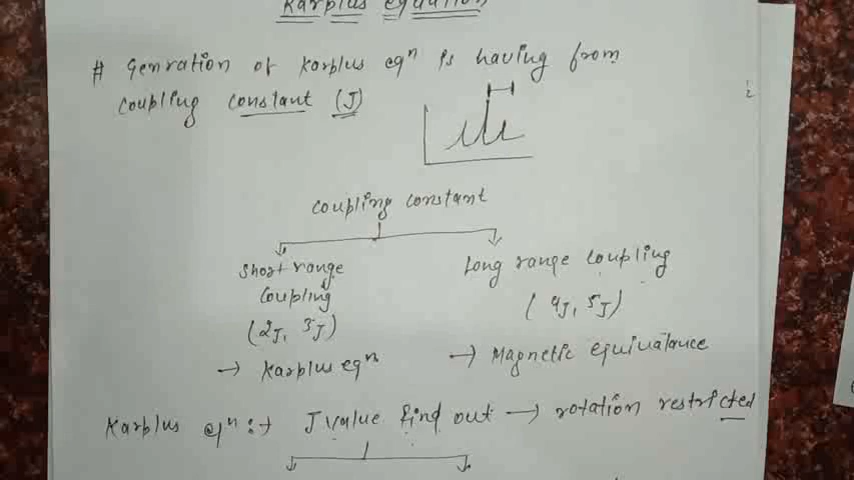 Karplus equation
# Genration of Karplus eqⁿ is having from
coupling constant (J)
coupling constant
short range
coupling
(2J, 3J)
→ Karplus eqⁿ
Long range coupling
(4J, 5J)
→ Magnetic equivalance
Karplus eqⁿ :→ J value find out → rotation restricted